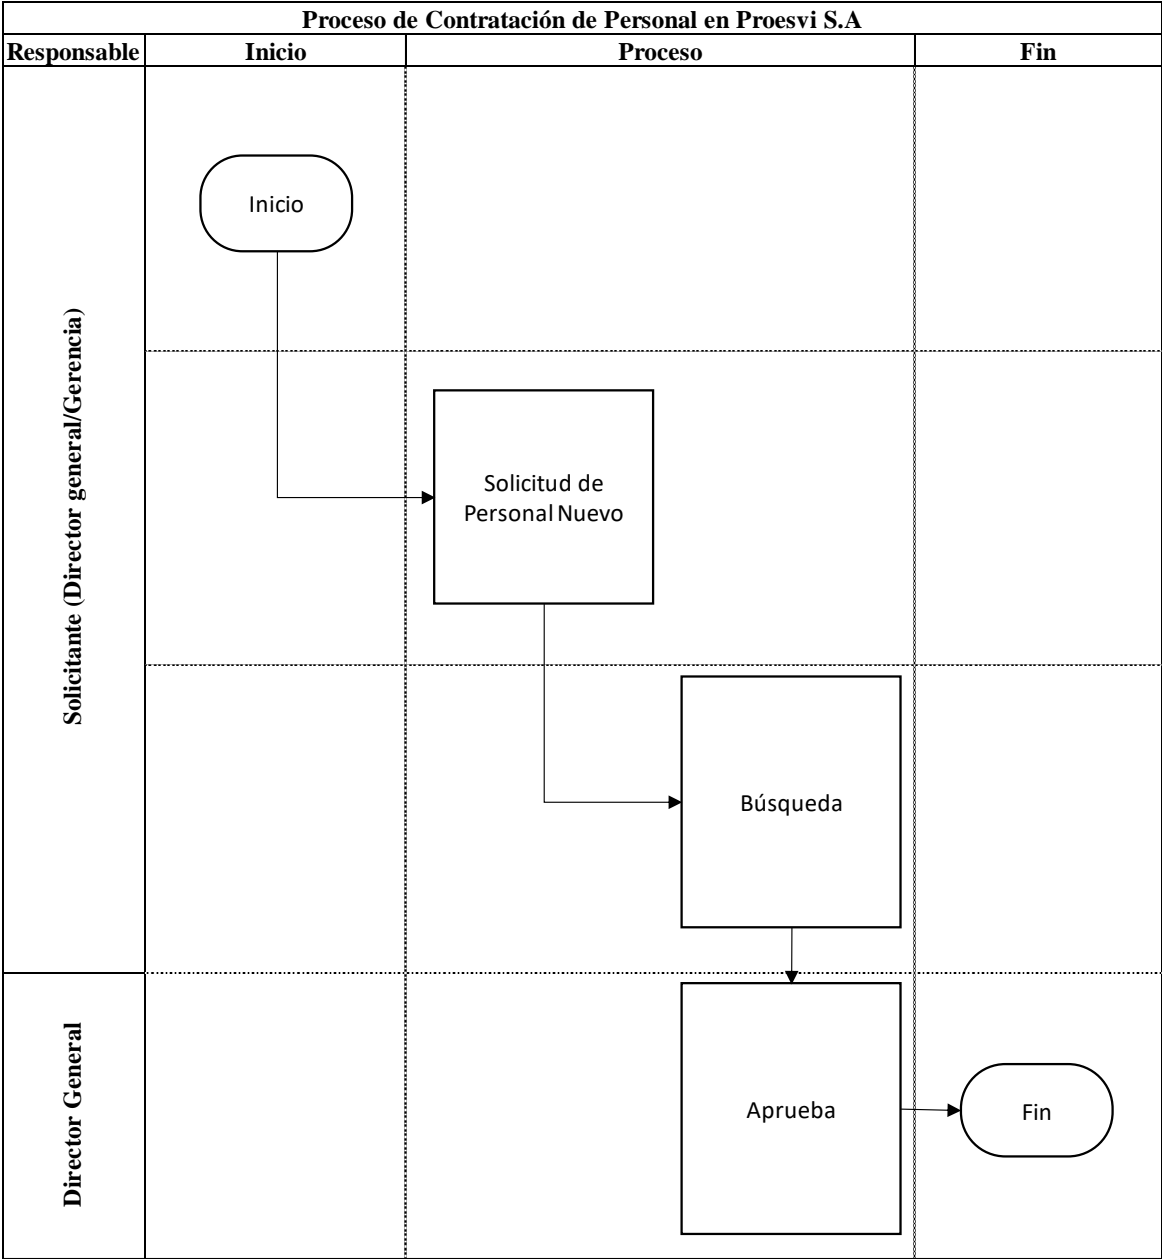 Proceso de Contratación de Personal en Proesvi S.A
Responsable
Inicio
Proceso
Fin
Solicitante (Director general/Gerencia)
Inicio
Solicitud de
Personal Nuevo
Búsqueda
Director General
Aprueba
Fin